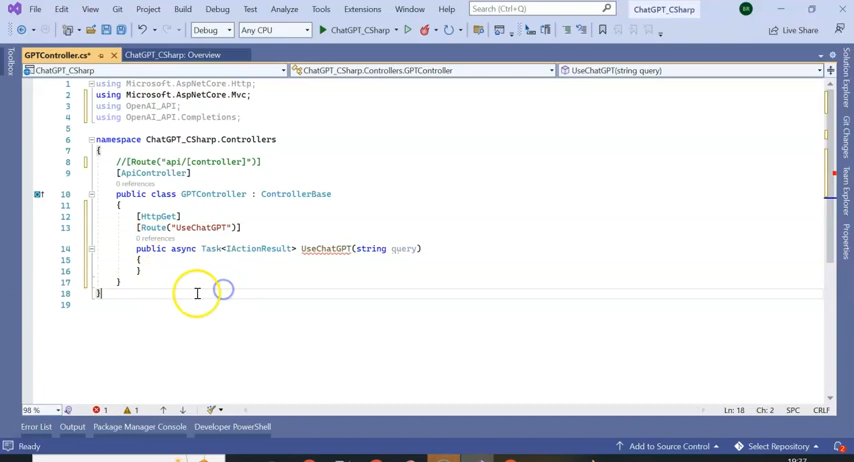 File Edit View Git Project Build Debug Test Analyze Tools Extensions Window Help Search (Ctrl+Q) ChatGPT_CSharp BR
Debug Any CPU ChatGPT_CSharp Live Share
GPTController.cs* ChatGPT_CSharp: Overview
ChatGPT_CSharp ChatGPT_CSharp.Controllers.GPTController UseChatGPT(string query)
1 using Microsoft.AspNetCore.Http;
2 using Microsoft.AspNetCore.Mvc;
3 using OpenAI_API;
4 using OpenAI_API.Completions;
5
6 namespace ChatGPT_CSharp.Controllers
7 {
8 //[Route("api/[controller]")]
9 [ApiController]
0 references
10 public class GPTController : ControllerBase
11 {
12 [HttpGet]
13 [Route("UseChatGPT")]
0 references
14 public async Task<IActionResult> UseChatGPT(string query)
15 {
16 }
17 }
18 }
19
98 % 1 1 Ln: 18 Ch: 2 SPC CRLF
Error List Output Package Manager Console Developer PowerShell
Ready Add to Source Control Select Repository 2
19:27
Toolbox
Solution Explorer
Git Changes
Team Explorer
Properties